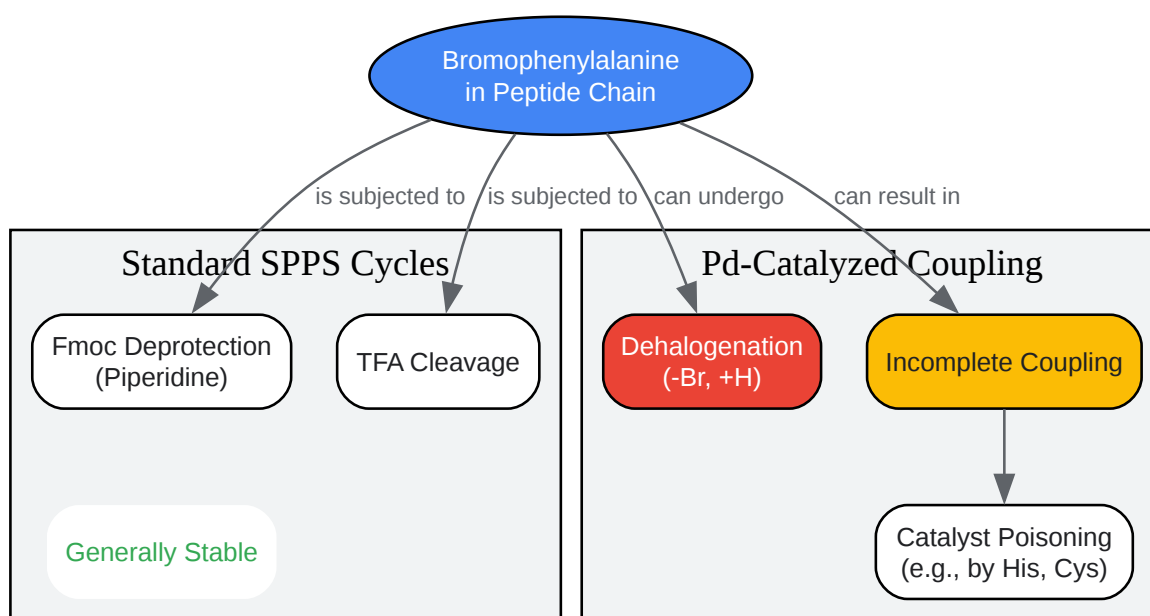 Bromophenylalanine
in Peptide Chain
is subjected to
is subjected to
can undergo
can result in
Standard SPPS Cycles
Pd-Catalyzed Coupling
Fmoc Deprotection
(Piperidine)
TFA Cleavage
Dehalogenation
(-Br, +H)
Incomplete Coupling
Generally Stable
Catalyst Poisoning
(e.g., by His, Cys)